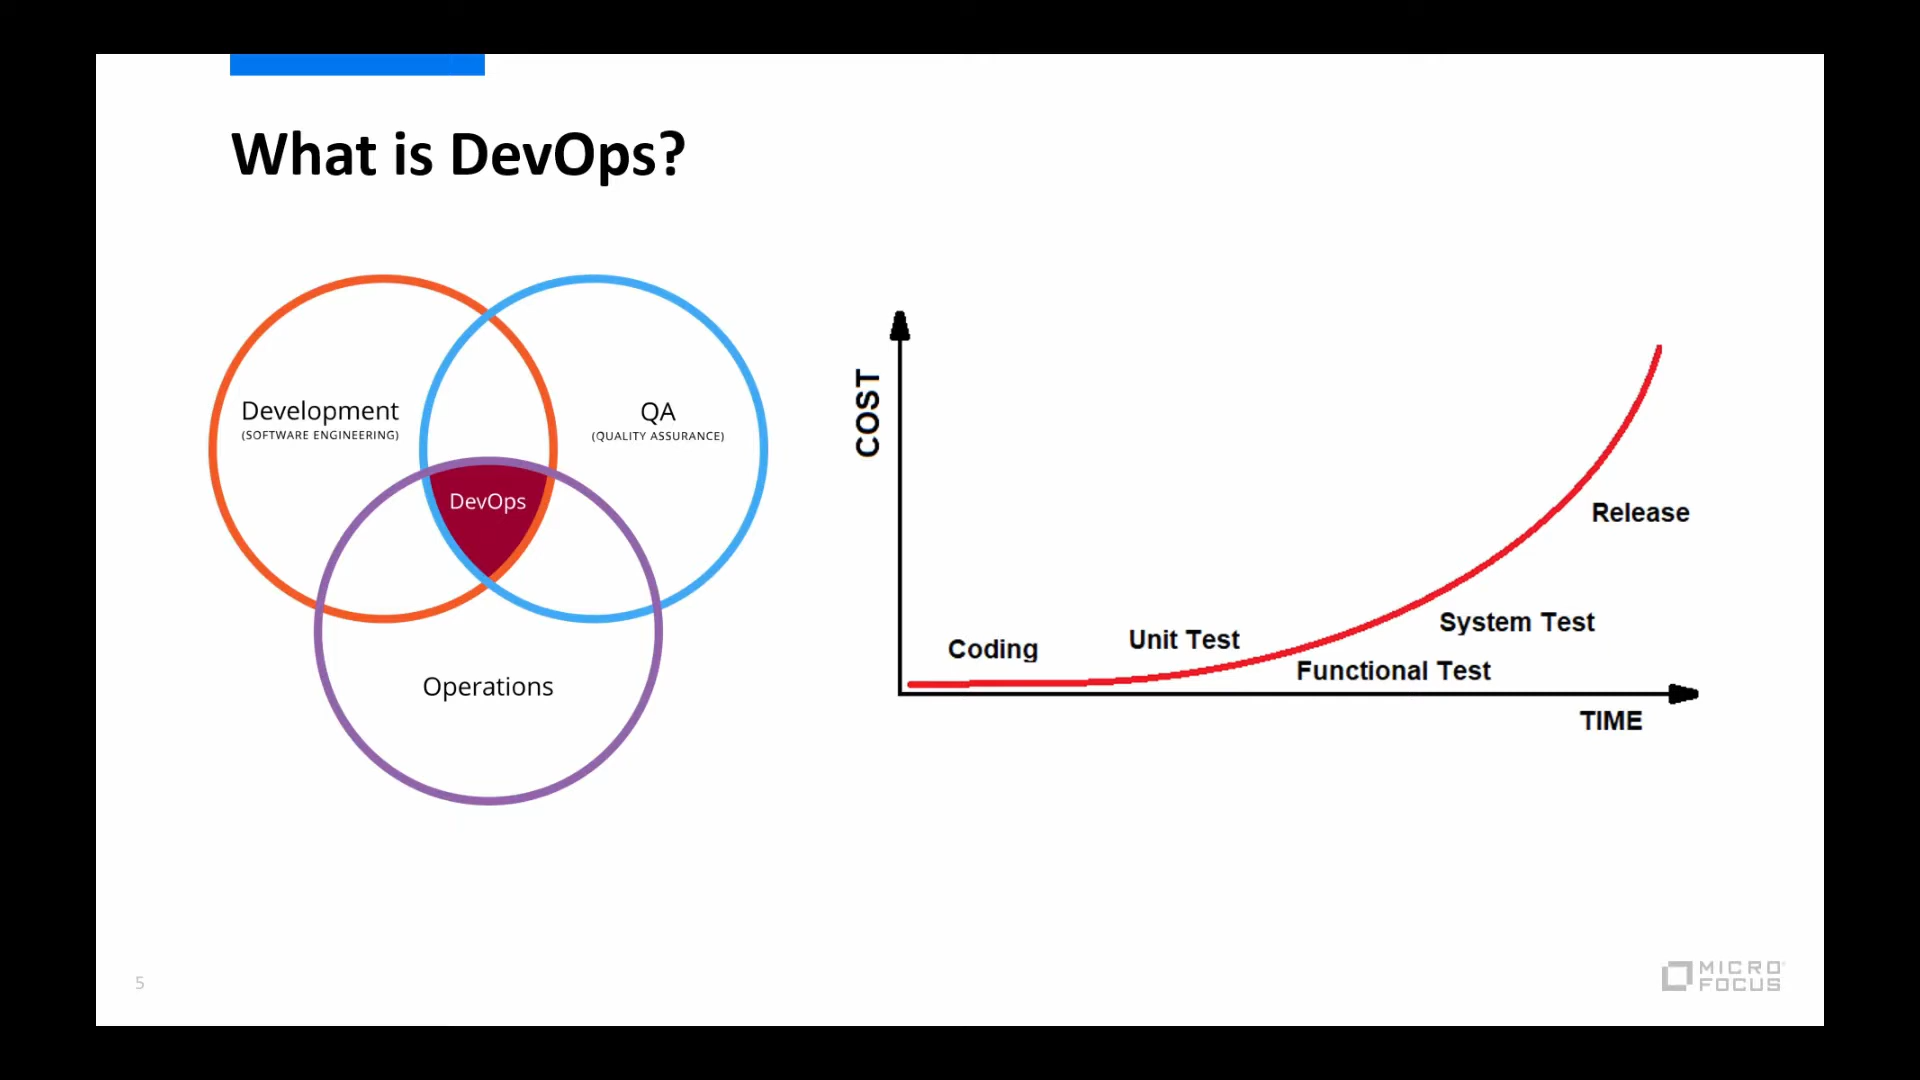 What is DevOps?
Development
(SOFTWARE ENGINEERING)
QA
(QUALITY ASSURANCE)
DevOps
Operations
COST
Coding
Unit Test
Functional Test
System Test
Release
TIME
5
MICRO
FOCUS